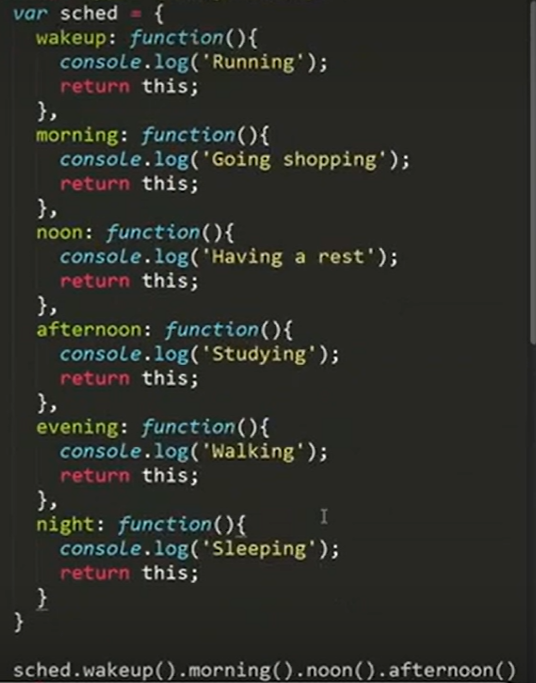 var sched = {
wakeup: function(){
console.log('Running');
return this;
},
morning: function(){
console.log('Going shopping');
return this;
},
noon: function(){
console.log('Having a rest');
return this;
},
afternoon: function(){
console.log('Studying');
return this;
},
evening: function(){
console.log('Walking');
return this;
},
night: function(){
console.log('Sleeping');
return this;
}
}
sched.wakeup().morning().noon().afternoon()